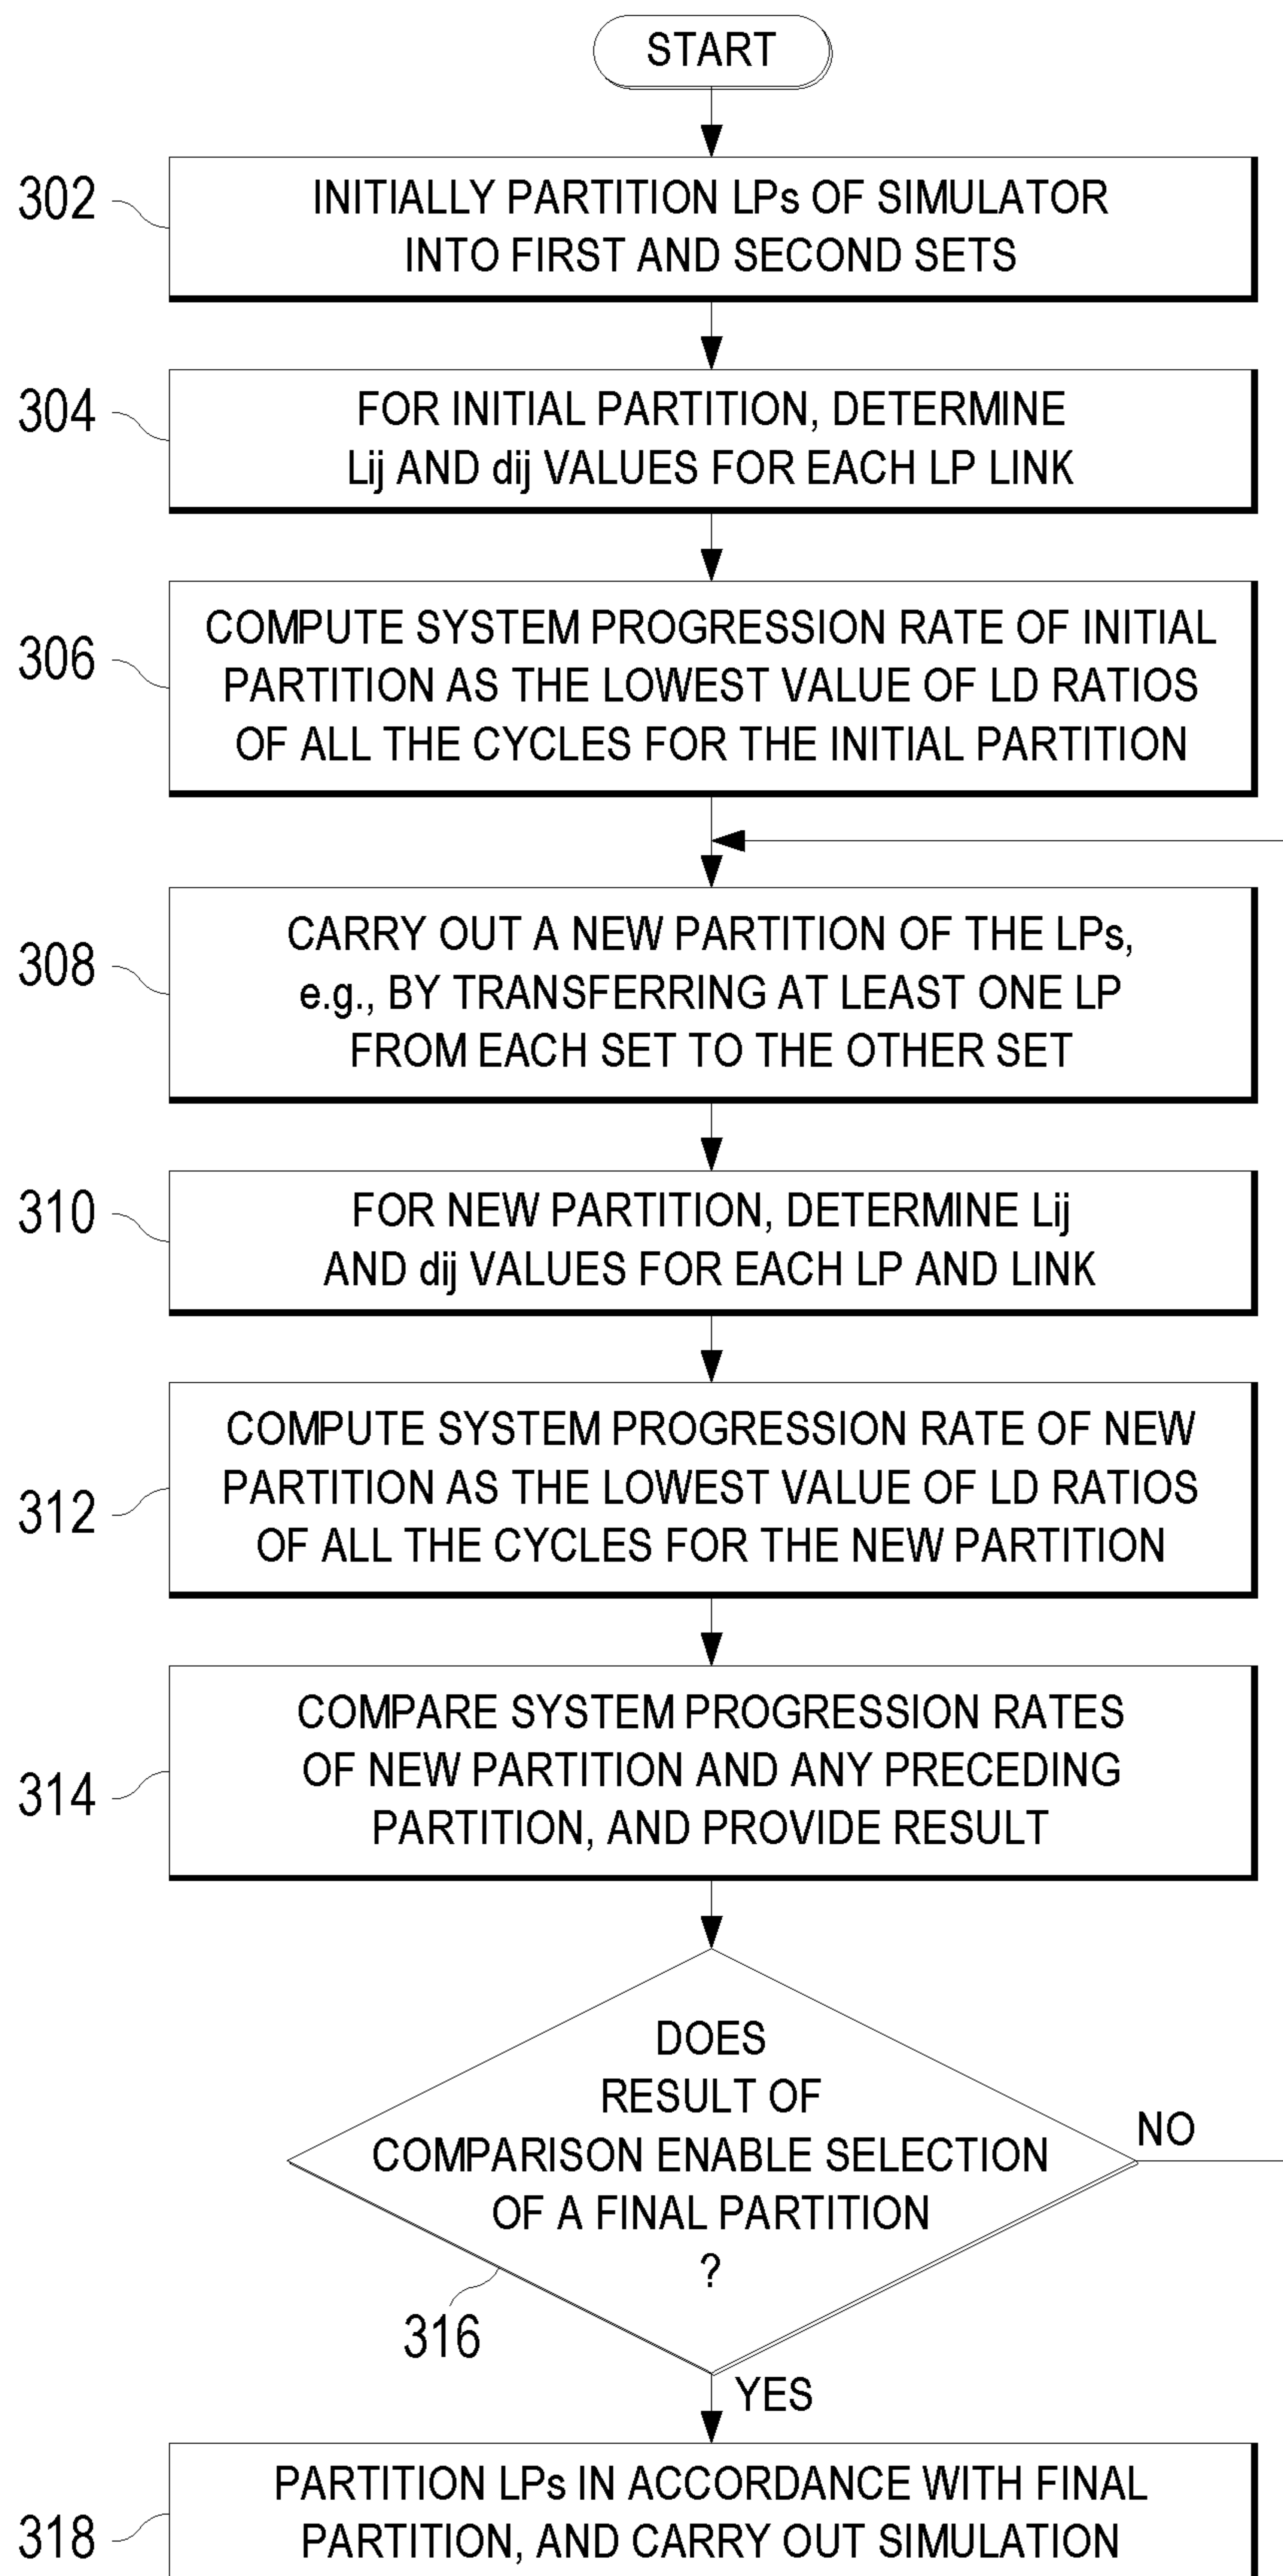 START
302
INITIALLY PARTITION LPs OF SIMULATOR
INTO FIRST AND SECOND SETS
304
FOR INITIAL PARTITION, DETERMINE
Lij AND dij VALUES FOR EACH LP LINK
306
COMPUTE SYSTEM PROGRESSION RATE OF INITIAL
PARTITION AS THE LOWEST VALUE OF LD RATIOS
OF ALL THE CYCLES FOR THE INITIAL PARTITION
308
CARRY OUT A NEW PARTITION OF THE LPs,
e.g., BY TRANSFERRING AT LEAST ONE LP
FROM EACH SET TO THE OTHER SET
310
FOR NEW PARTITION, DETERMINE Lij
AND dij VALUES FOR EACH LP AND LINK
312
COMPUTE SYSTEM PROGRESSION RATE OF NEW
PARTITION AS THE LOWEST VALUE OF LD RATIOS
OF ALL THE CYCLES FOR THE NEW PARTITION
314
COMPARE SYSTEM PROGRESSION RATES
OF NEW PARTITION AND ANY PRECEDING
PARTITION, AND PROVIDE RESULT
DOES
RESULT OF
COMPARISON ENABLE SELECTION
OF A FINAL PARTITION
?
NO
316
YES
318
PARTITION LPs IN ACCORDANCE WITH FINAL
PARTITION, AND CARRY OUT SIMULATION